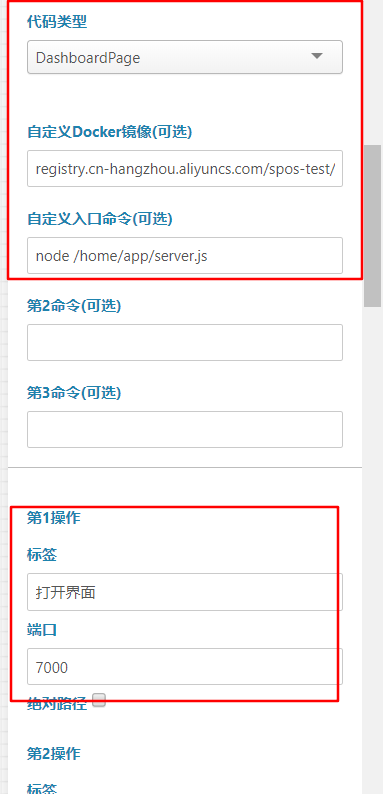 代码类型
DashboardPage
自定义Docker镜像(可选)
registry.cn-hangzhou.aliyuncs.com/spos-test/
自定义入口命令(可选)
node /home/app/server.js
第2命令(可选)
第3命令(可选)
第1操作
标签
打开界面
端口
7000
绝对路径
第2操作
标签